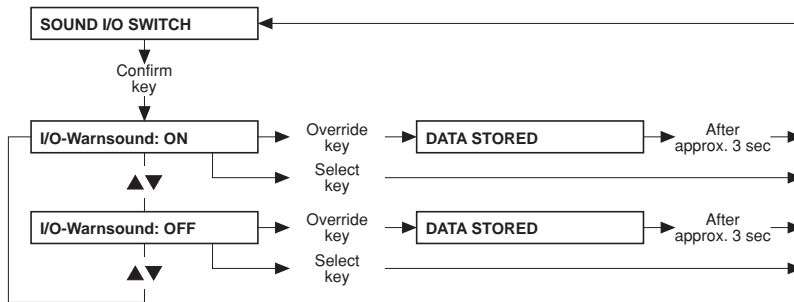 SOUND I/O SWITCH
Confirm
key
I/O-Warnsound: ON
Override
key
DATA STORED
After
approx. 3 sec
Select
key
▲▼
I/O-Warnsound: OFF
Override
key
DATA STORED
After
approx. 3 sec
Select
key
▲▼